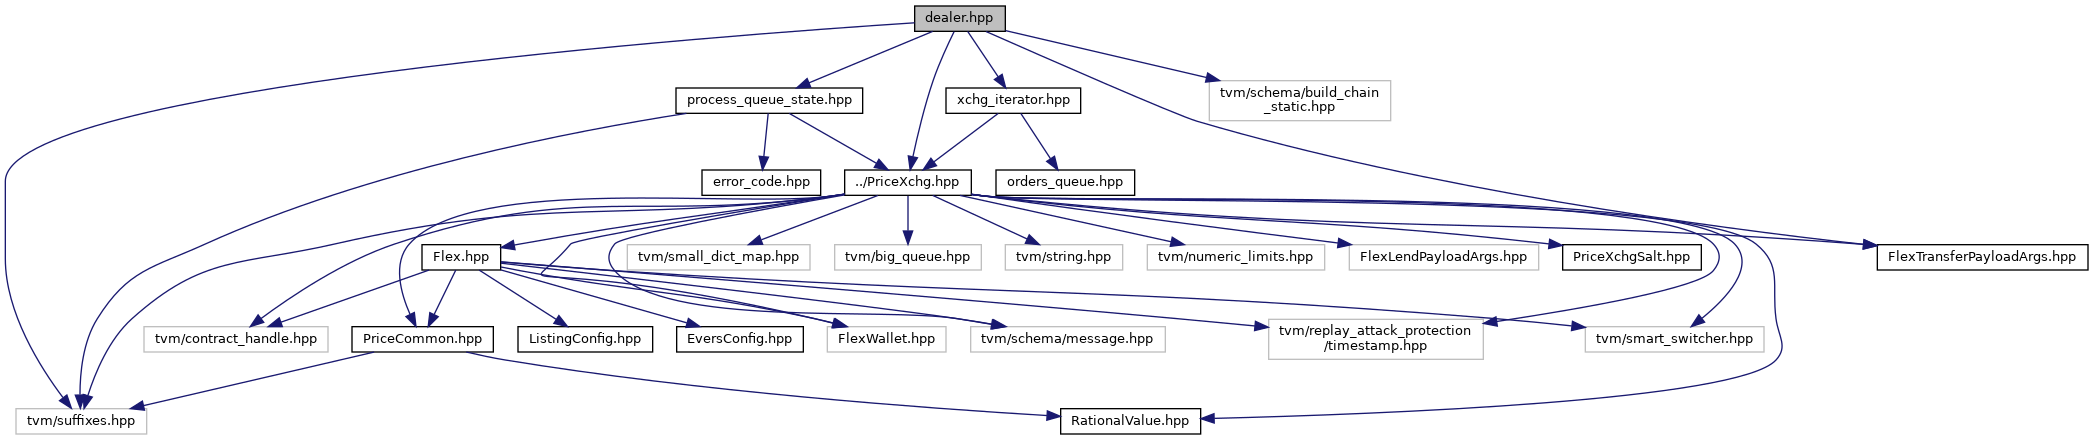 dealer.hpp
tvm/schema/build_chain
_static.hpp
process_queue_state.hpp
xchg_iterator.hpp
error_code.hpp
../PriceXchg.hpp
orders_queue.hpp
Flex.hpp
tvm/small_dict_map.hpp
tvm/big_queue.hpp
tvm/string.hpp
tvm/numeric_limits.hpp
FlexLendPayloadArgs.hpp
PriceXchgSalt.hpp
FlexTransferPayloadArgs.hpp
tvm/contract_handle.hpp
PriceCommon.hpp
ListingConfig.hpp
EversConfig.hpp
FlexWallet.hpp
tvm/schema/message.hpp
tvm/replay_attack_protection
/timestamp.hpp
tvm/smart_switcher.hpp
tvm/suffixes.hpp
RationalValue.hpp